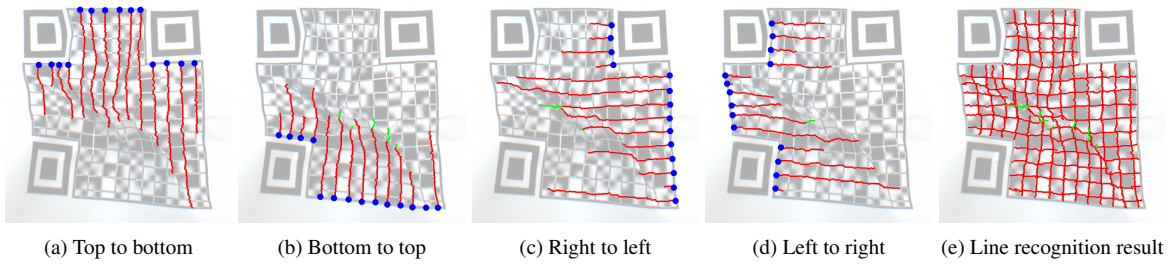 (a) Top to bottom
(b) Bottom to top
(c) Right to left
(d) Left to right
(e) Line recognition result